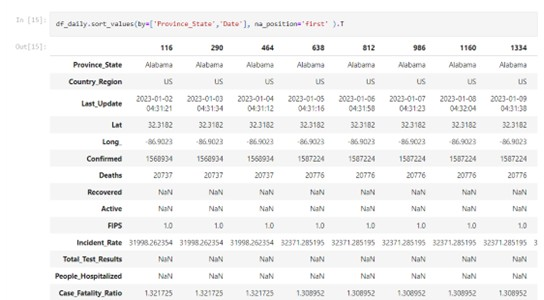 In [15]: df_daily.sort_values(by=['Province_State','Date'], na_position='first' ).T
Out[15]: 116 290 464 638 812 986 1160 1334
Province_State Alabama Alabama Alabama Alabama Alabama Alabama Alabama Alabama
Country_Region US US US US US US US US
Last_Update 2023-01-02 04:31:21 2023-01-03 04:31:34 2023-01-04 04:31:12 2023-01-05 04:31:16 2023-01-06 04:31:58 2023-01-07 04:31:23 2023-01-08 04:32:04 2023-01-09 04:31:38
Lat 32.3182 32.3182 32.3182 32.3182 32.3182 32.3182 32.3182 32.3182
Long_ -86.9023 -86.9023 -86.9023 -86.9023 -86.9023 -86.9023 -86.9023 -86.9023
Confirmed 1568934 1568934 1568934 1587224 1587224 1587224 1587224 1587224
Deaths 20737 20737 20737 20776 20776 20776 20776 20776
Recovered NaN NaN NaN NaN NaN NaN NaN NaN
Active NaN NaN NaN NaN NaN NaN NaN NaN
FIPS 1.0 1.0 1.0 1.0 1.0 1.0 1.0 1.0
Incident_Rate 31998.262354 31998.262354 31998.262354 32371.285195 32371.285195 32371.285195 32371.285195 32371.285195 3
Total_Test_Results NaN NaN NaN NaN NaN NaN NaN NaN
People_Hospitalized NaN NaN NaN NaN NaN NaN NaN NaN
Case_Fatality_Ratio 1.321725 1.321725 1.321725 1.308952 1.308952 1.308952 1.308952 1.308952